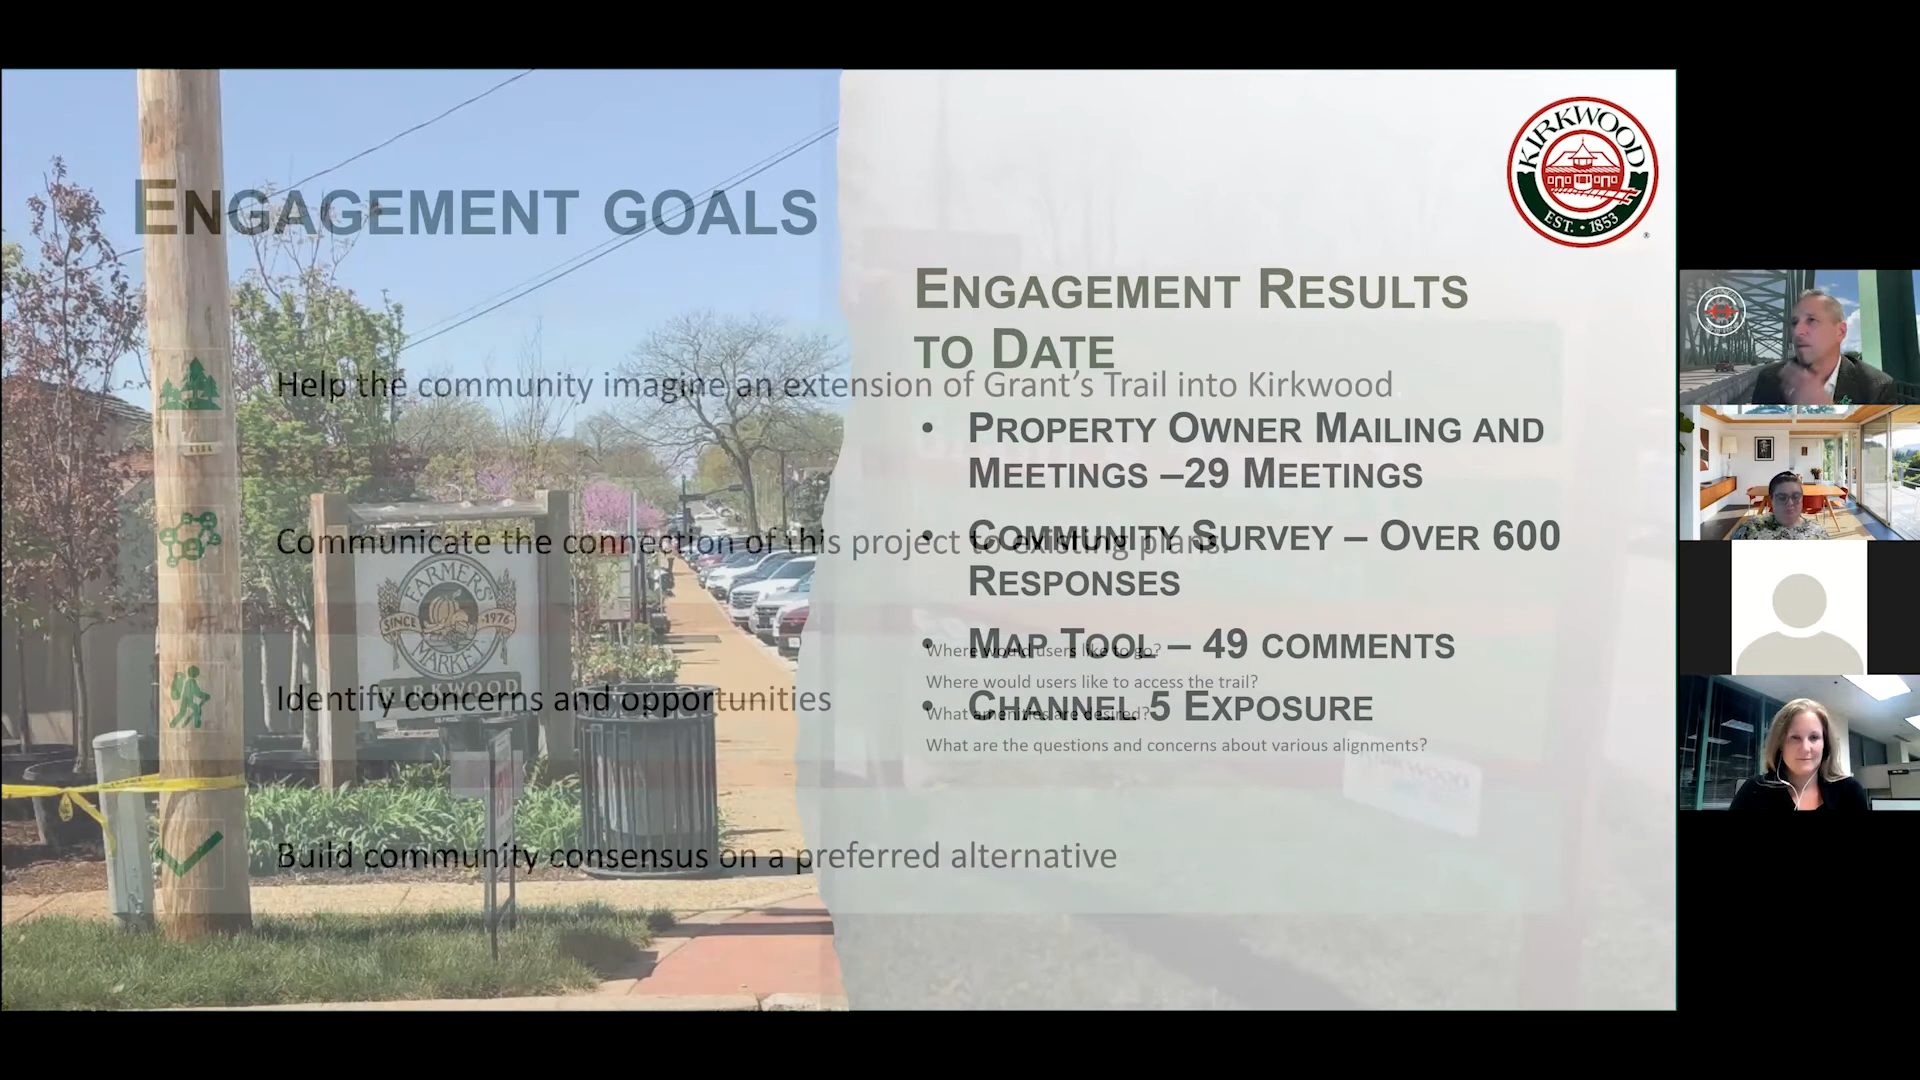 ENGAGEMENT GOALS
Help the community imagine an extension of Grant's Trail into Kirkwood
Communicate the connection of this project to existing plans.
Identify concerns and opportunities
Where would users like to go?
Where would users like to access the trail?
What amenities are desired?
What are the questions and concerns about various alignments?
Build community consensus on a preferred alternative
KIRKWOOD
EST. • 1853
®
ENGAGEMENT RESULTS
TO DATE
• PROPERTY OWNER MAILING AND
MEETINGS –29 MEETINGS
• COMMUNITY SURVEY – OVER 600
RESPONSES
• MAP TOOL – 49 COMMENTS
• CHANNEL 5 EXPOSURE
FARMERS
SINCE 1976
MARKET
KIRKWOOD